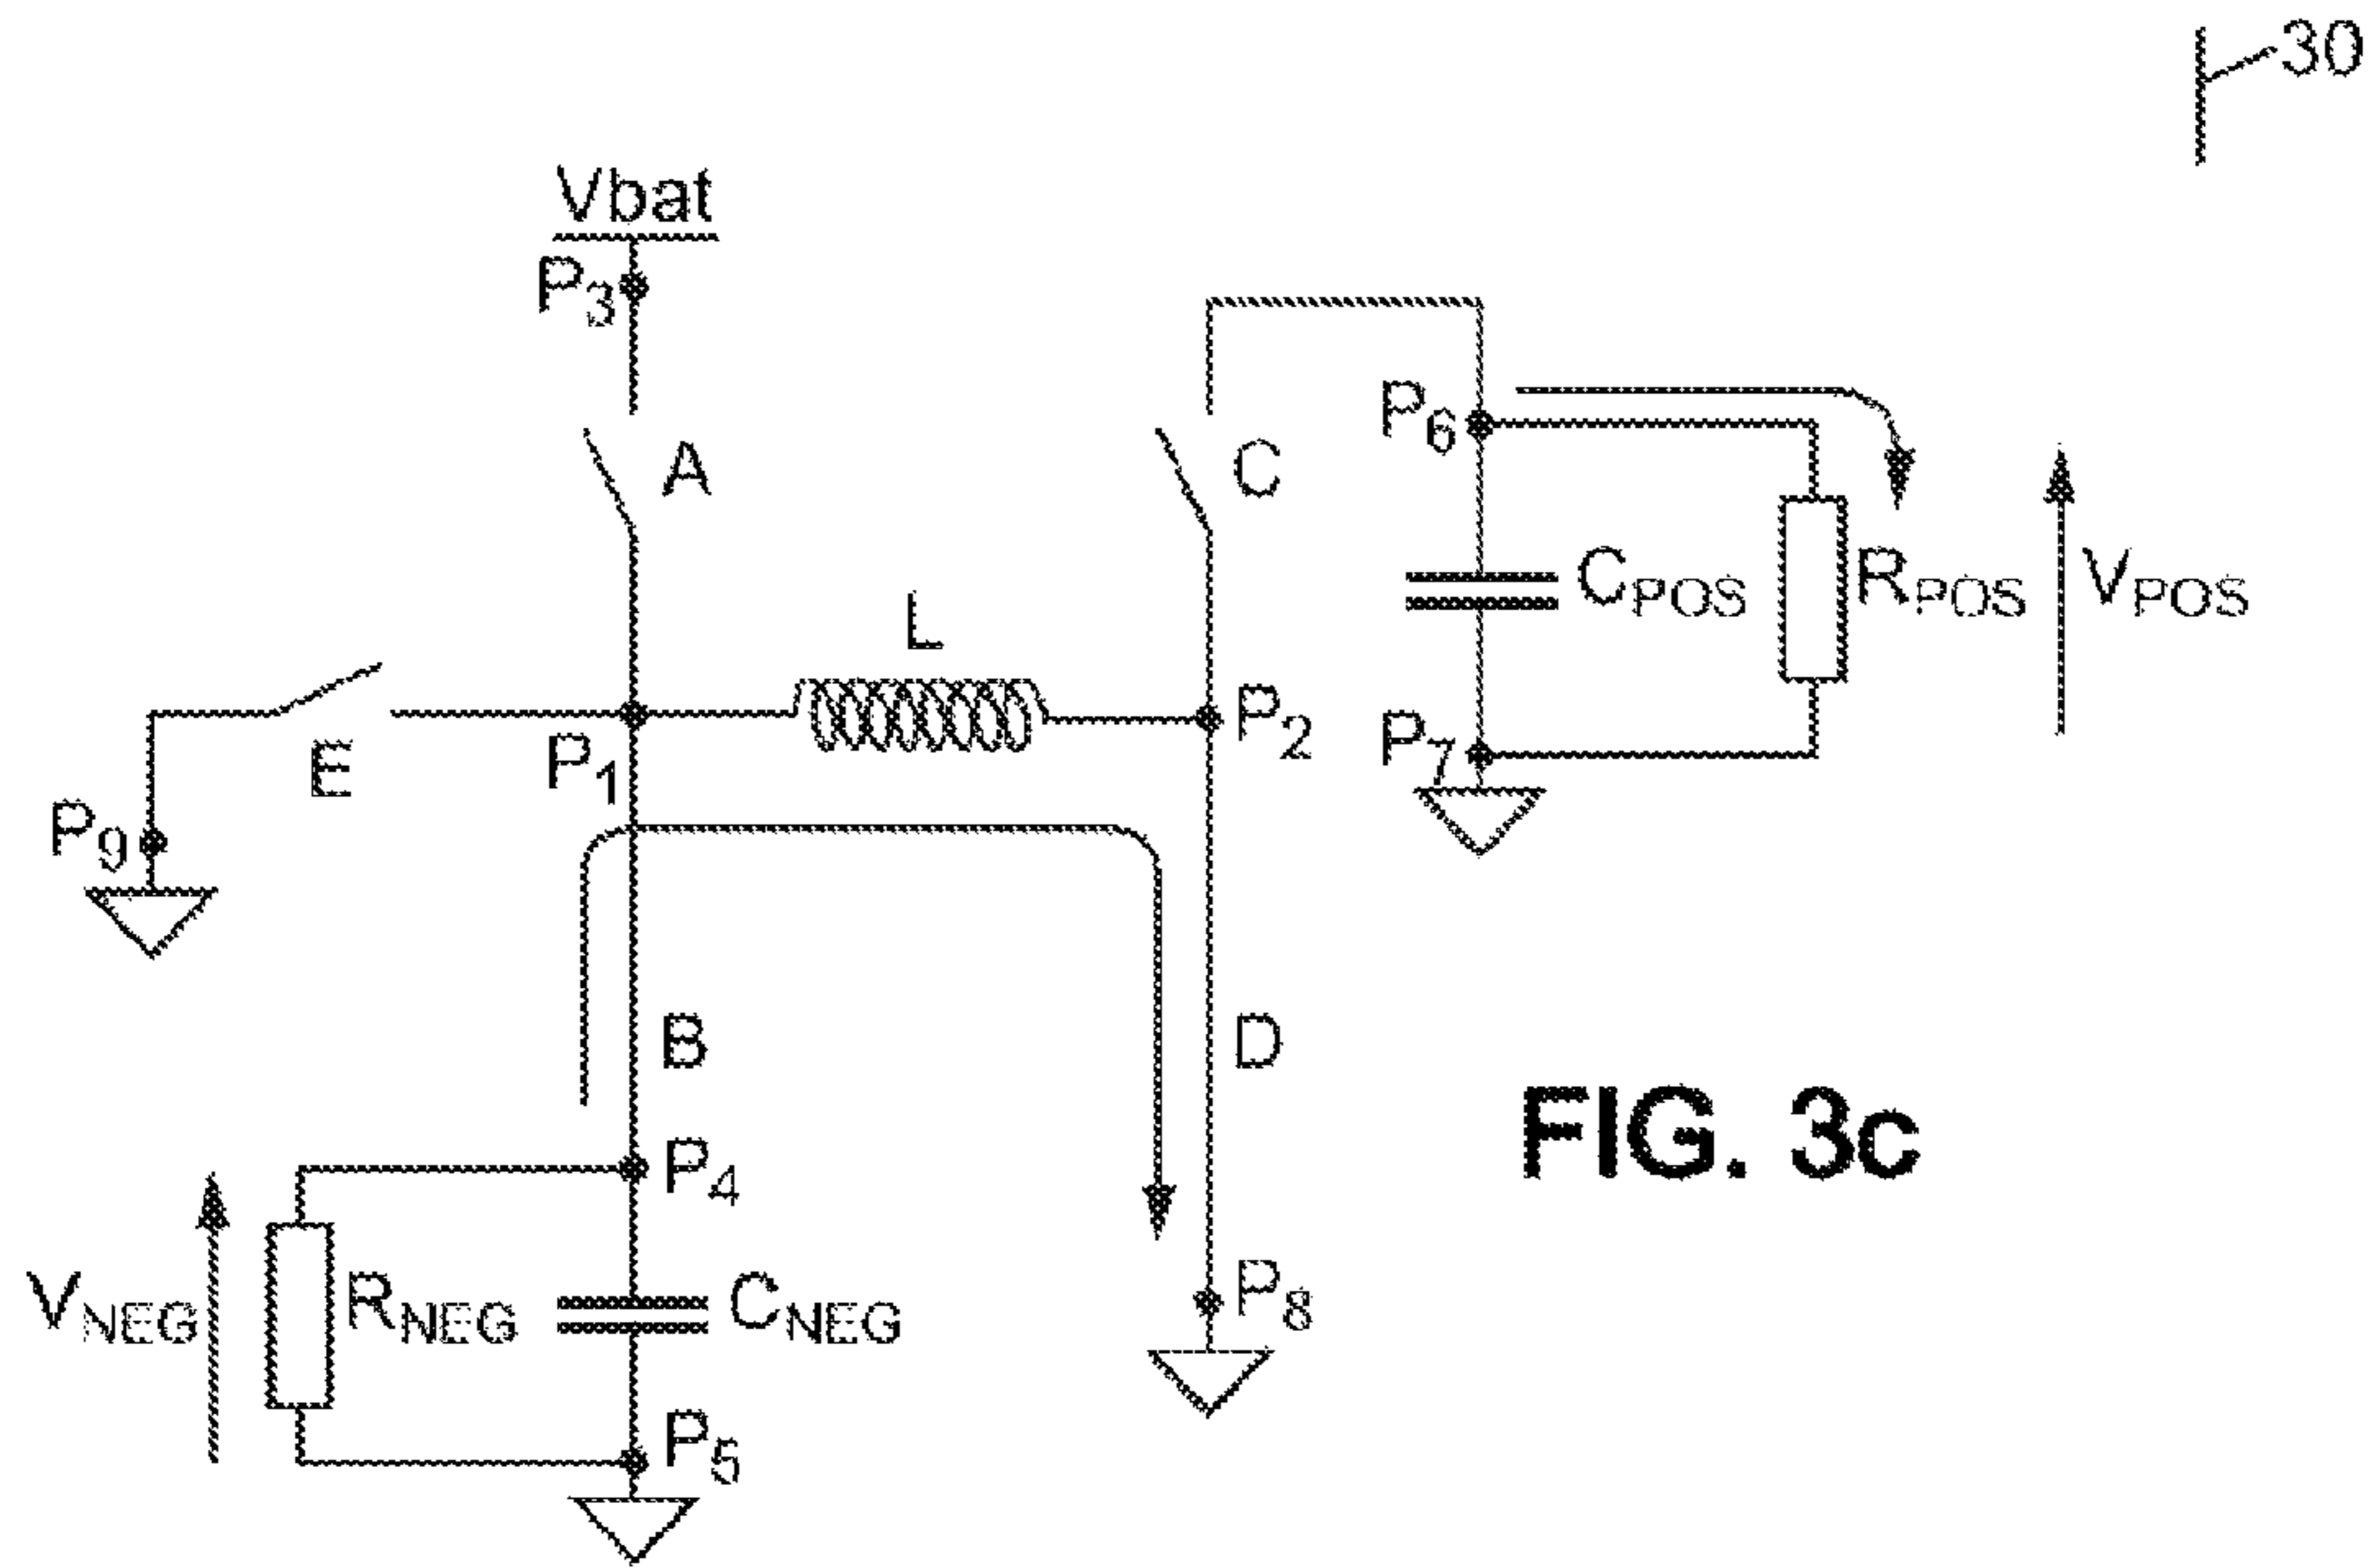 30
Vbat
P3
A
C
P6
CPOS
RPOS
VPOS
L
E
P1
P2
P7
P9
B
D
FIG. 3c
P4
VNEG
RNEG
CNEG
P8
P5